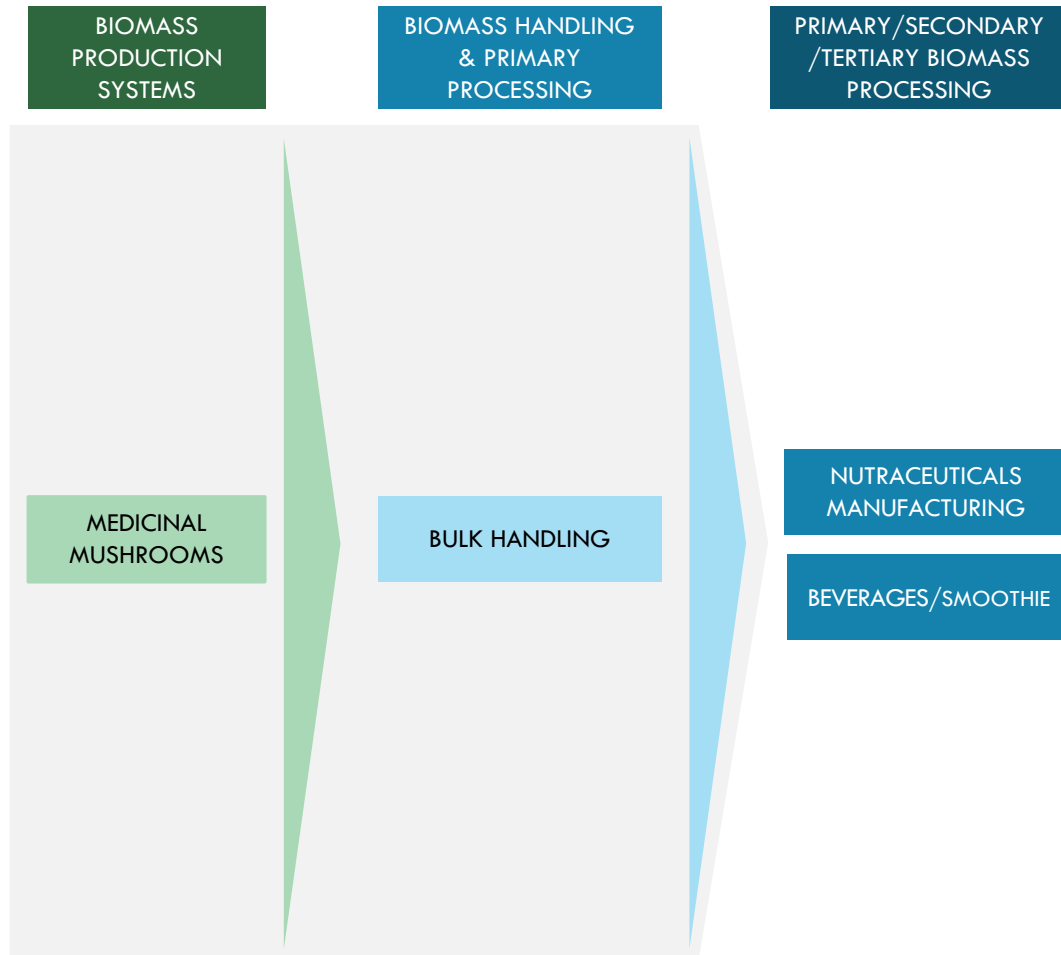 BIOMASS
PRODUCTION
SYSTEMS
BIOMASS HANDLING
& PRIMARY
PROCESSING
PRIMARY/SECONDARY
/TERTIARY BIOMASS
PROCESSING
MEDICINAL
MUSHROOMS
BULK HANDLING
NUTRACEUTICALS
MANUFACTURING
BEVERAGES/SMOOTHIE